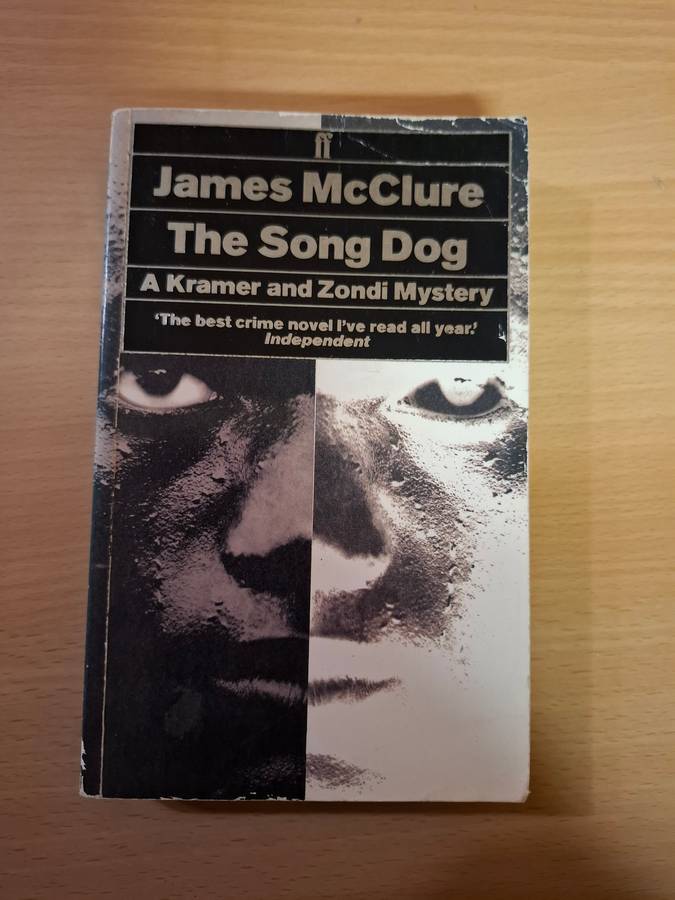 ff
James McClure
The Song Dog
A Kramer and Zondi Mystery
‘The best crime novel I’ve read all year.’
Independent